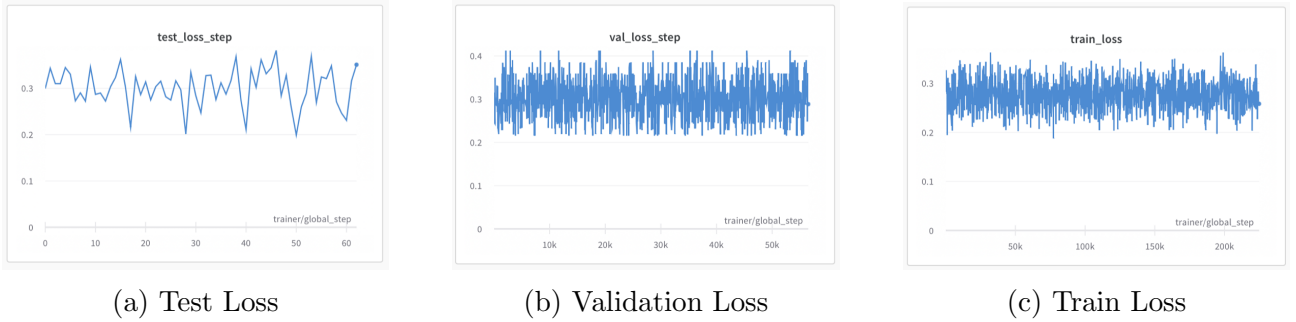 test_loss_step
0.3
0.2
0.1
0
trainer/global_step
0 10 20 30 40 50 60
(a) Test Loss
val_loss_step
0.4
0.3
0.2
0.1
0
trainer/global_step
10k 20k 30k 40k 50k
(b) Validation Loss
train_loss
0.3
0.2
0.1
0
trainer/global_step
50k 100k 150k 200k
(c) Train Loss